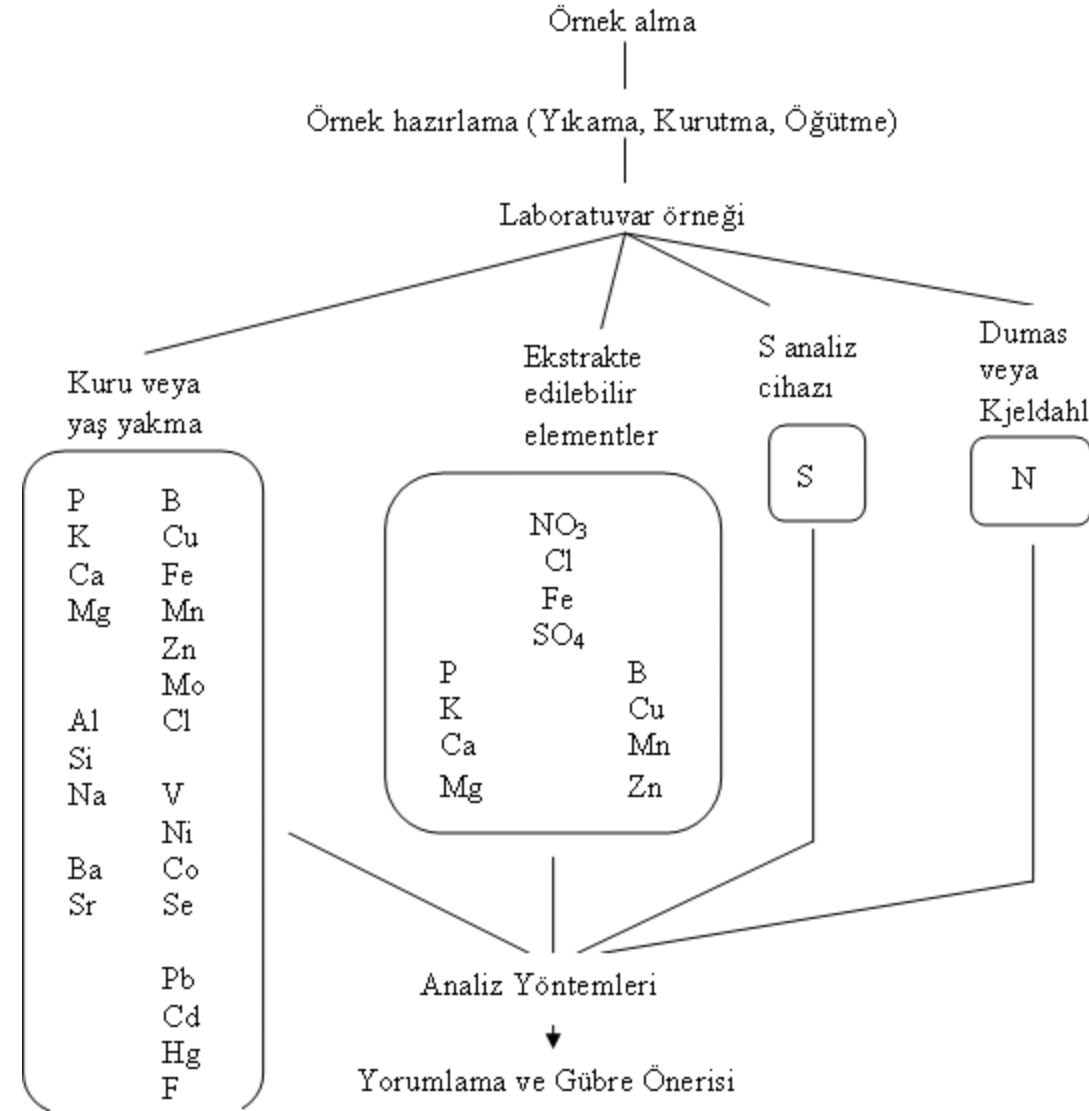 Örnek alma
Örnek hazırlama (Yıkama, Kurutma, Öğütme)
Laboratuvar örneği
Kuru veya
yaş yakma
P B
K Cu
Ca Fe
Mg Mn
Zn
Mo
Al Cl
Si
Na V
Ni
Ba Co
Sr Se
Pb
Cd
Hg
F
Ekstrakte
edilebilir
elementler
NO₃
Cl
Fe
SO₄
P B
K Cu
Ca Mn
Mg Zn
S analiz
cihazı
S
Dumas
veya
Kjeldahl
N
Analiz Yöntemleri
Yorumlama ve Gübre Önerisi